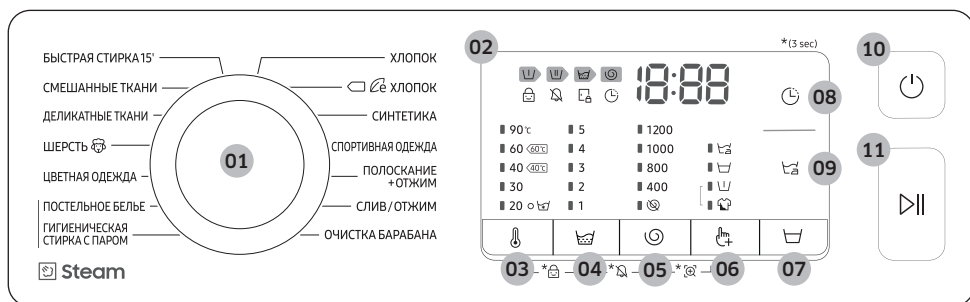 БЫСТРАЯ СТИРКА 15'
СМЕШАННЫЕ ТКАНИ
ДЕЛИКАТНЫЕ ТКАНИ
ШЕРСТЬ
ЦВЕТНАЯ ОДЕЖДА
ПОСТЕЛЬНОЕ БЕЛЬЕ
ГИГИЕНИЧЕСКАЯ
СТИРКА С ПАРОМ
Steam
01
ХЛОПОК
ё ХЛОПОК
СИНТЕТИКА
СПОРТИВНАЯ ОДЕЖДА
ПОЛОСКАНИЕ
+ОТЖИМ
СЛИВ/ОТЖИМ
ОЧИСТКА БАРАБАНА
02
*(3 sec)
18:88
08
90℃ 5 1200
60 60℃ 4 1000
40 40℃ 3 800
30 2 400
20 1
09
03 * 04 * 05 * 06 07
10
11